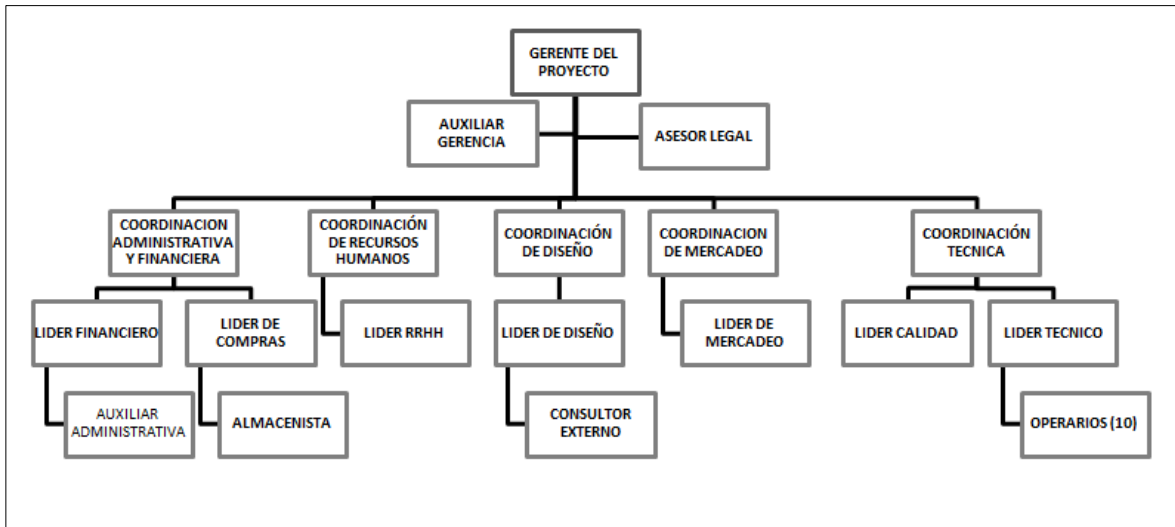 GERENTE DEL
PROYECTO
AUXILIAR
GERENCIA
ASESOR LEGAL
COORDINACION
ADMINISTRATIVA
Y FINANCIERA
COORDINACIÓN
DE RECURSOS
HUMANOS
COORDINACIÓN
DE DISEÑO
COORDINACION
DE MERCADEO
COORDINACIÓN
TECNICA
LIDER FINANCIERO
LIDER DE
COMPRAS
LIDER RRHH
LIDER DE DISEÑO
LIDER DE
MERCADEO
LIDER CALIDAD
LIDER TECNICO
AUXILIAR
ADMINISTRATIVA
ALMACENISTA
CONSULTOR
EXTERNO
OPERARIOS (10)